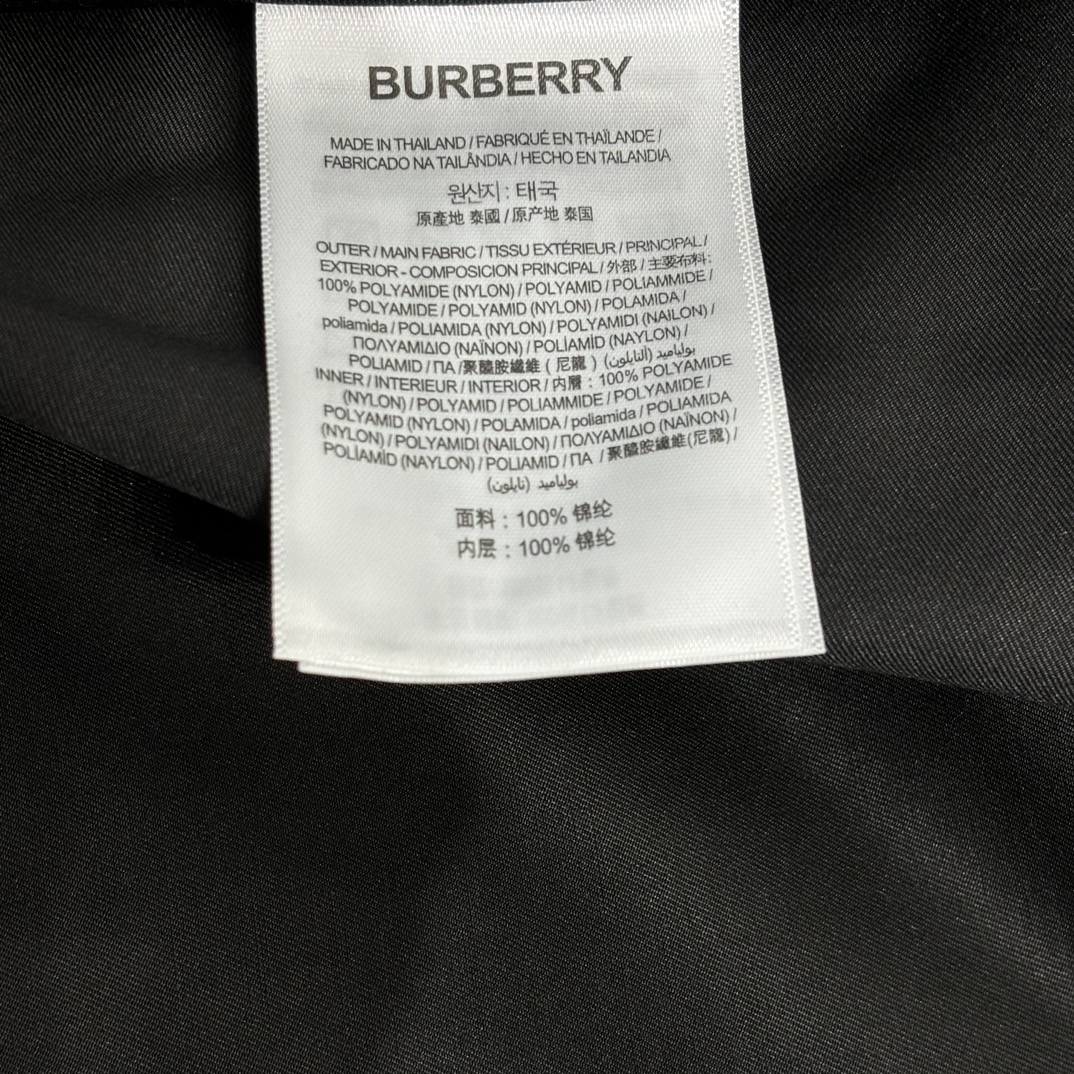 BURBERRY
MADE IN THAILAND / FABRIQUÉ EN THAÏLANDE /
FABRICADO NA TAILÂNDIA / HECHO EN TAILANDIA
원산지 : 태국
原產地 泰國 / 原产地 泰国
OUTER / MAIN FABRIC / TISSU EXTÉRIEUR / PRINCIPAL /
EXTERIOR - COMPOSICION PRINCIPAL / 外部 / 主要布料:
100% POLYAMIDE (NYLON) / POLYAMID / POLIAMMIDE /
POLYAMIDE / POLYAMID (NYLON) / POLAMIDA /
poliamida / POLIAMIDA (NYLON) / POLYAMIDI (NAILON) /
ΠΟΛΥΑΜΙΔΙΟ (ΝΑΪΝΟΝ) / POLİAMİD (NAYLON) /
POLIAMID / ПА /聚醯胺纖維 ( 尼龍 ) بولياميد (ألنايلون)
INNER / INTERIEUR / INTERIOR / 内層 : 100% POLYAMIDE
(NYLON) / POLYAMID / POLIAMMIDE / POLYAMIDE /
POLYAMID (NYLON) / POLAMIDA / poliamida / POLIAMIDA
(NYLON) / POLYAMIDI (NAILON) / ΠΟΛΥΑΜΙΔΙΟ (ΝΑΪΝΟΝ) /
POLİAMİD (NAYLON) / POLIAMID / ПА / 聚醯胺纖維(尼龍) /
بولياميد (نايلون)
面料 : 100% 锦纶
内层 : 100% 锦纶